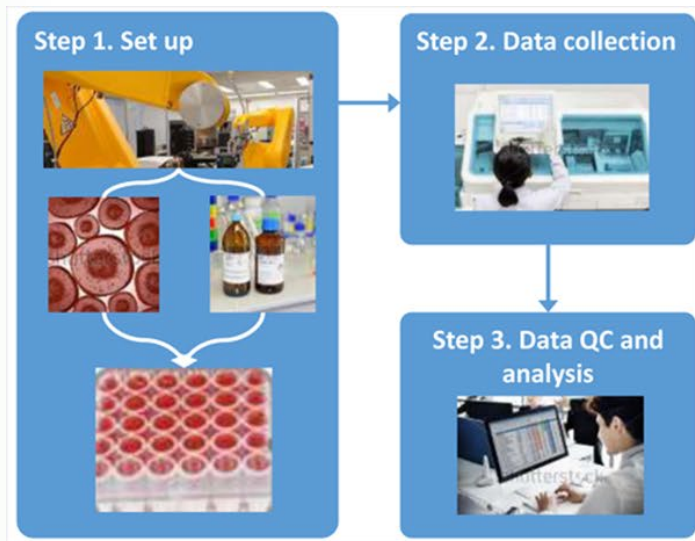 Step 1. Set up
Step 2. Data collection
Step 3. Data QC and
analysis